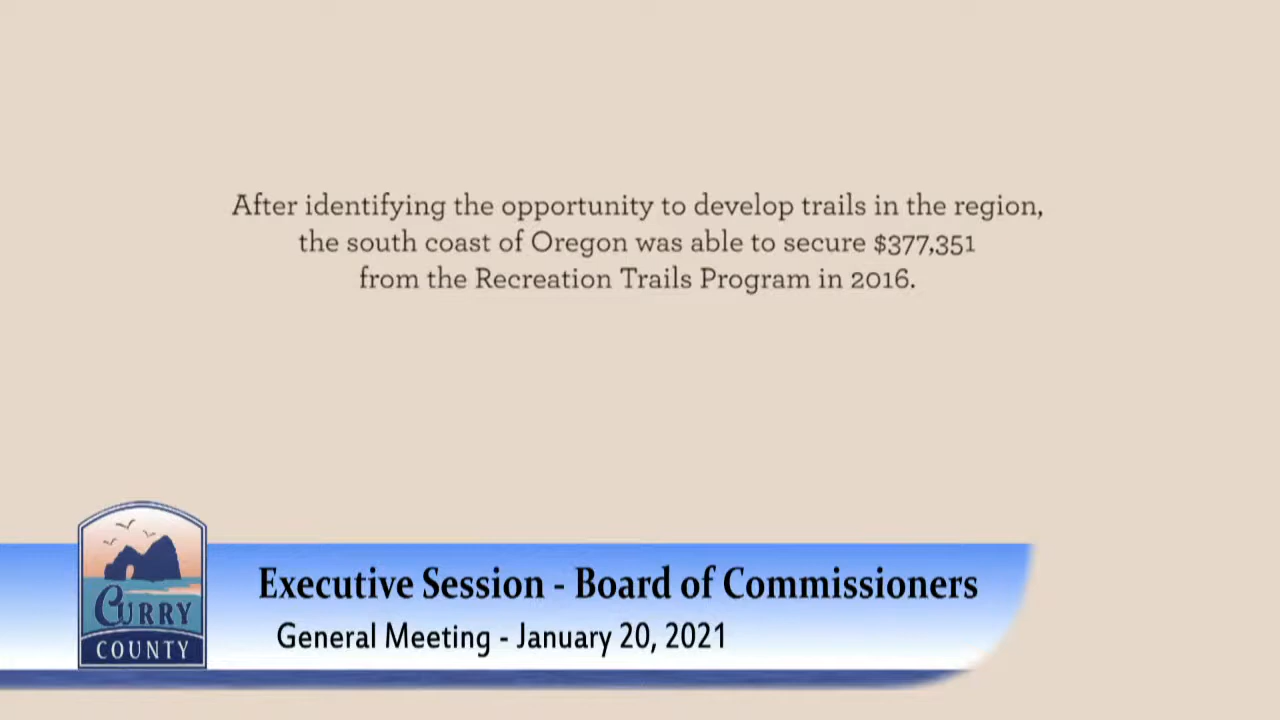 After identifying the opportunity to develop trails in the region,
the south coast of Oregon was able to secure $377,351
from the Recreation Trails Program in 2016.
Executive Session - Board of Commissioners
General Meeting - January 20, 2021
CURRY
COUNTY